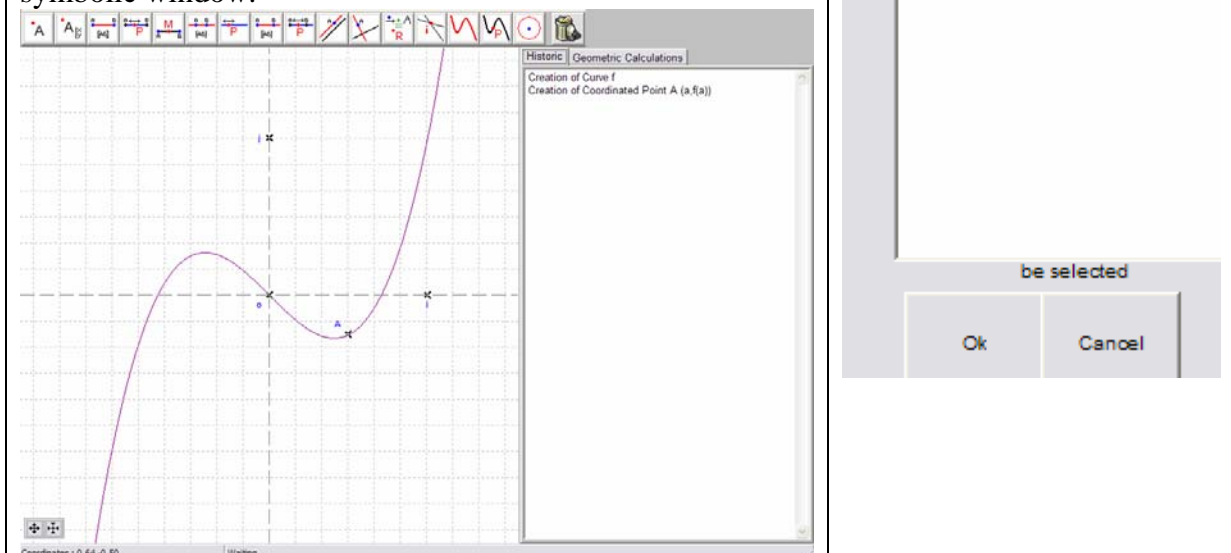 symbolic window.
Historic Geometric Calculations
Creation of Curve f
Creation of Coordinated Point A (a,f(a))
j
o
A
i
be selected
Ok Cancel
Waiting